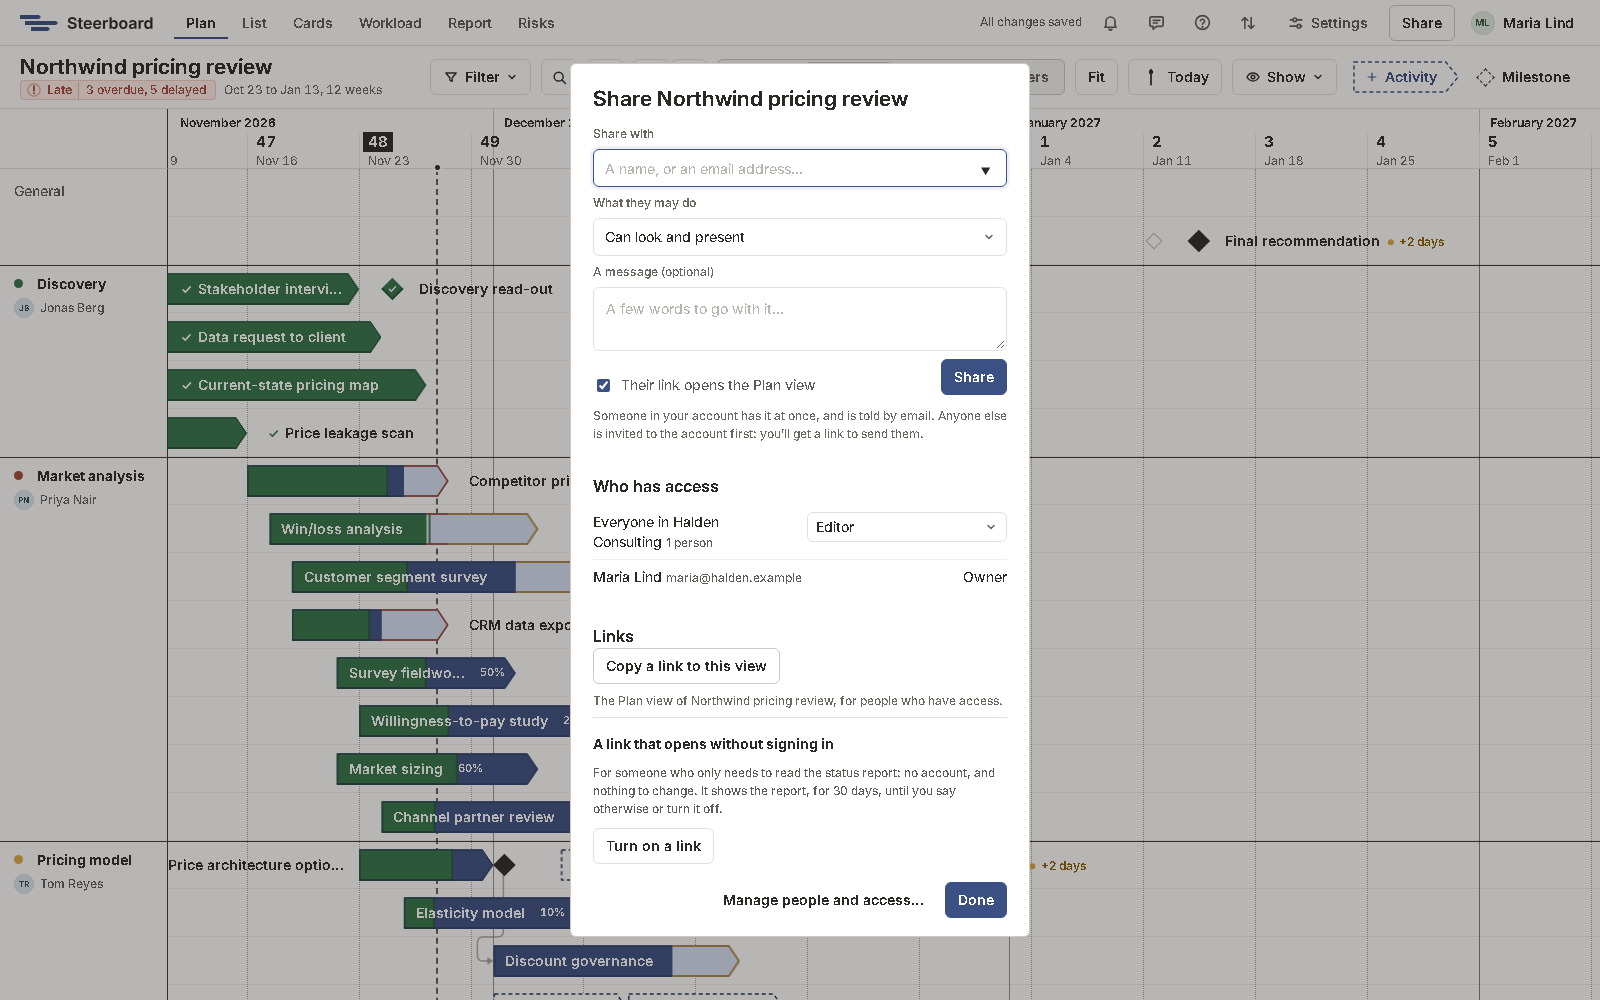 Steerboard
Plan
List
Cards
Workload
Report
Risks
All changes saved
Settings
Share
ML
Maria Lind
Northwind pricing review
Late
3 overdue, 5 delayed
Oct 23 to Jan 13, 12 weeks
Filter
Fit
Today
Show
+ Activity
Milestone
November 2026
February 2027
9
47
Nov 16
48
Nov 23
49
Nov 30
1
Jan 4
2
Jan 11
3
Jan 18
4
Jan 25
5
Feb 1
General
Final recommendation
+2 days
Discovery
JB
Jonas Berg
Stakeholder intervi...
Discovery read-out
Data request to client
Current-state pricing map
Price leakage scan
Market analysis
PN
Priya Nair
Competitor
Win/loss analysis
Customer segment survey
CRM data
Survey fieldwo...
50%
Willingness-to-pay study
Market sizing
60%
Channel partner review
Pricing model
TR
Tom Reyes
Price architecture optio...
+2 days
Elasticity model
10%
Discount governance
Share Northwind pricing review
Share with
A name, or an email address...
What they may do
Can look and present
A message (optional)
A few words to go with it...
Their link opens the Plan view
Share
Someone in your account has it at once, and is told by email. Anyone else
is invited to the account first: you'll get a link to send them.
Who has access
Everyone in Halden
Consulting 1 person
Editor
Maria Lind maria@halden.example
Owner
Links
Copy a link to this view
The Plan view of Northwind pricing review, for people who have access.
A link that opens without signing in
For someone who only needs to read the status report: no account, and
nothing to change. It shows the report, for 30 days, until you say
otherwise or turn it off.
Turn on a link
Manage people and access...
Done